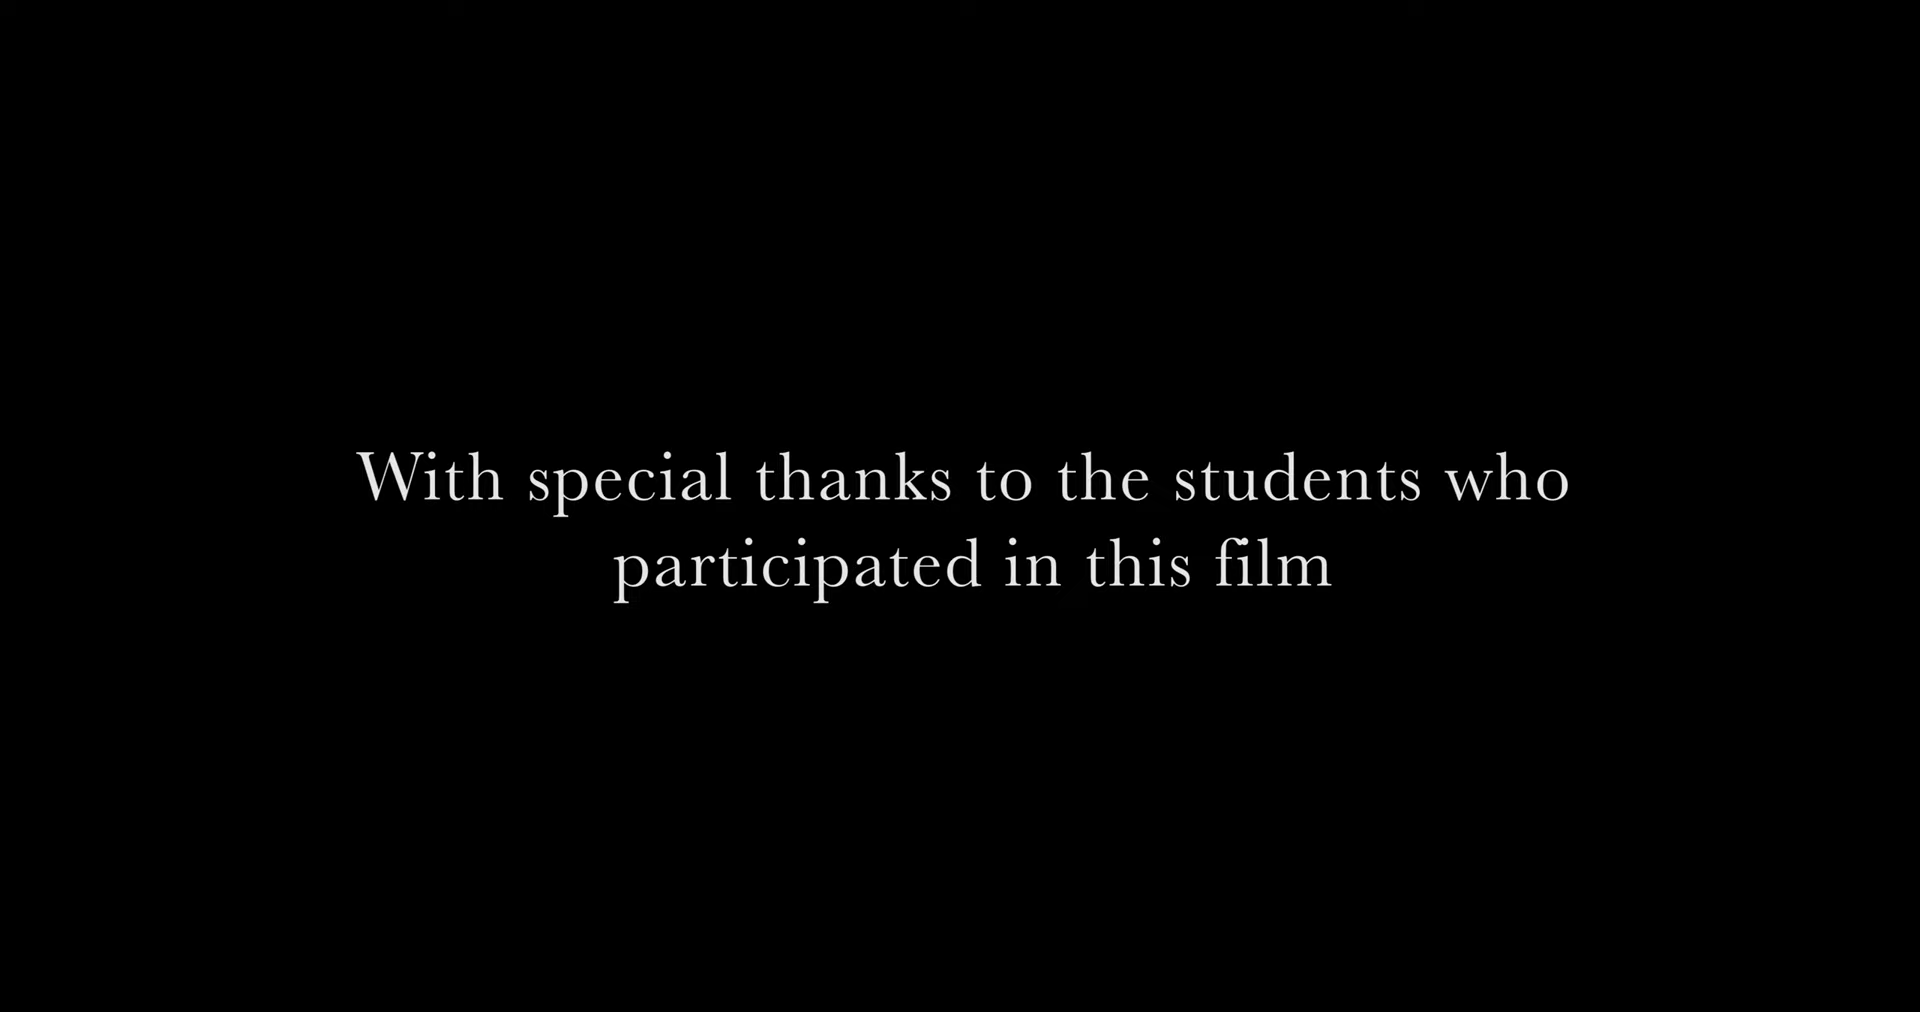 With special thanks to the students who
participated in this film